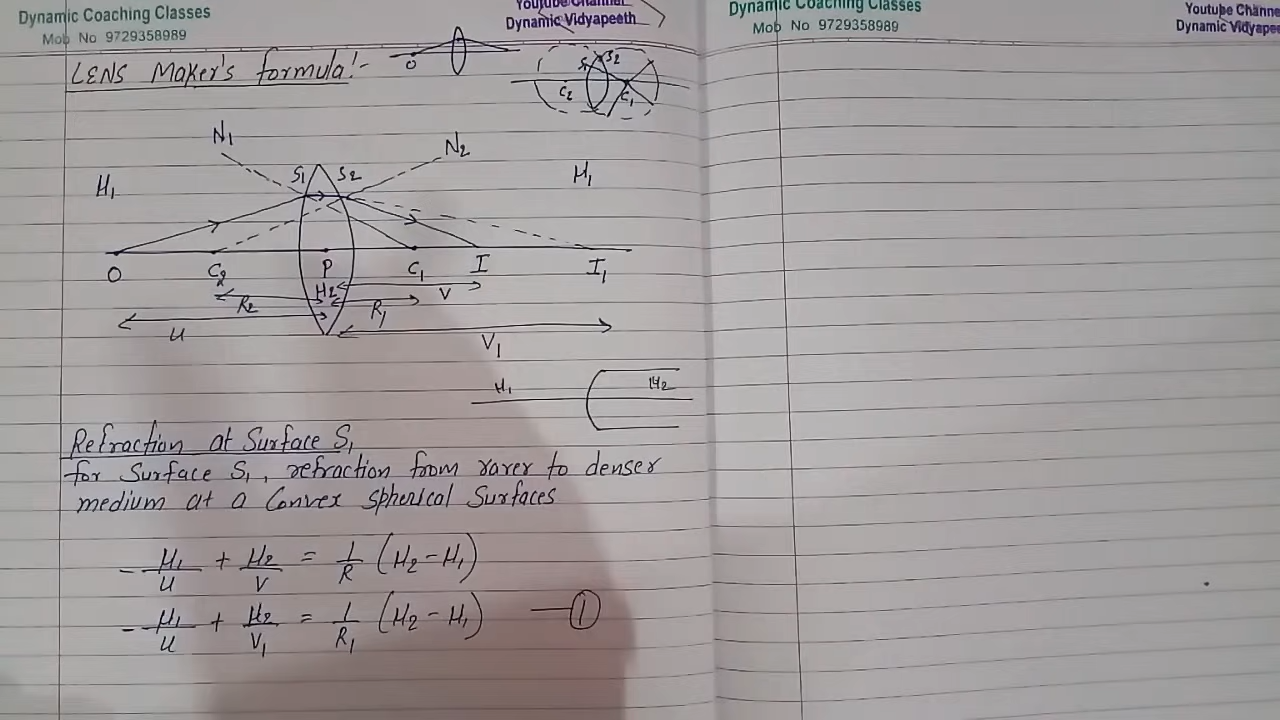 Dynamic Coaching Classes
Mob No 9729358989
Youtube Channel
Dynamic Vidyapeeth
Dynamic Coaching Classes
Mob No 9729358989
Youtube Channe
Dynamic Vidyapee
LENS Maker's formula:-
O
S1 S2
C2 C1
N1 N2
μ1 S1 S2 μ1
O C2 P C1 I I1
μ2
R2 R1 V
u V1
μ1 μ2
Refraction at Surface S1
for Surface S1, refraction from rarer to denser
medium at a Convex spherical Surfaces
- μ1/u + μ2/V = 1/R (μ2 - μ1)
- μ1/u + μ2/V1 = 1/R1 (μ2 - μ1) —①